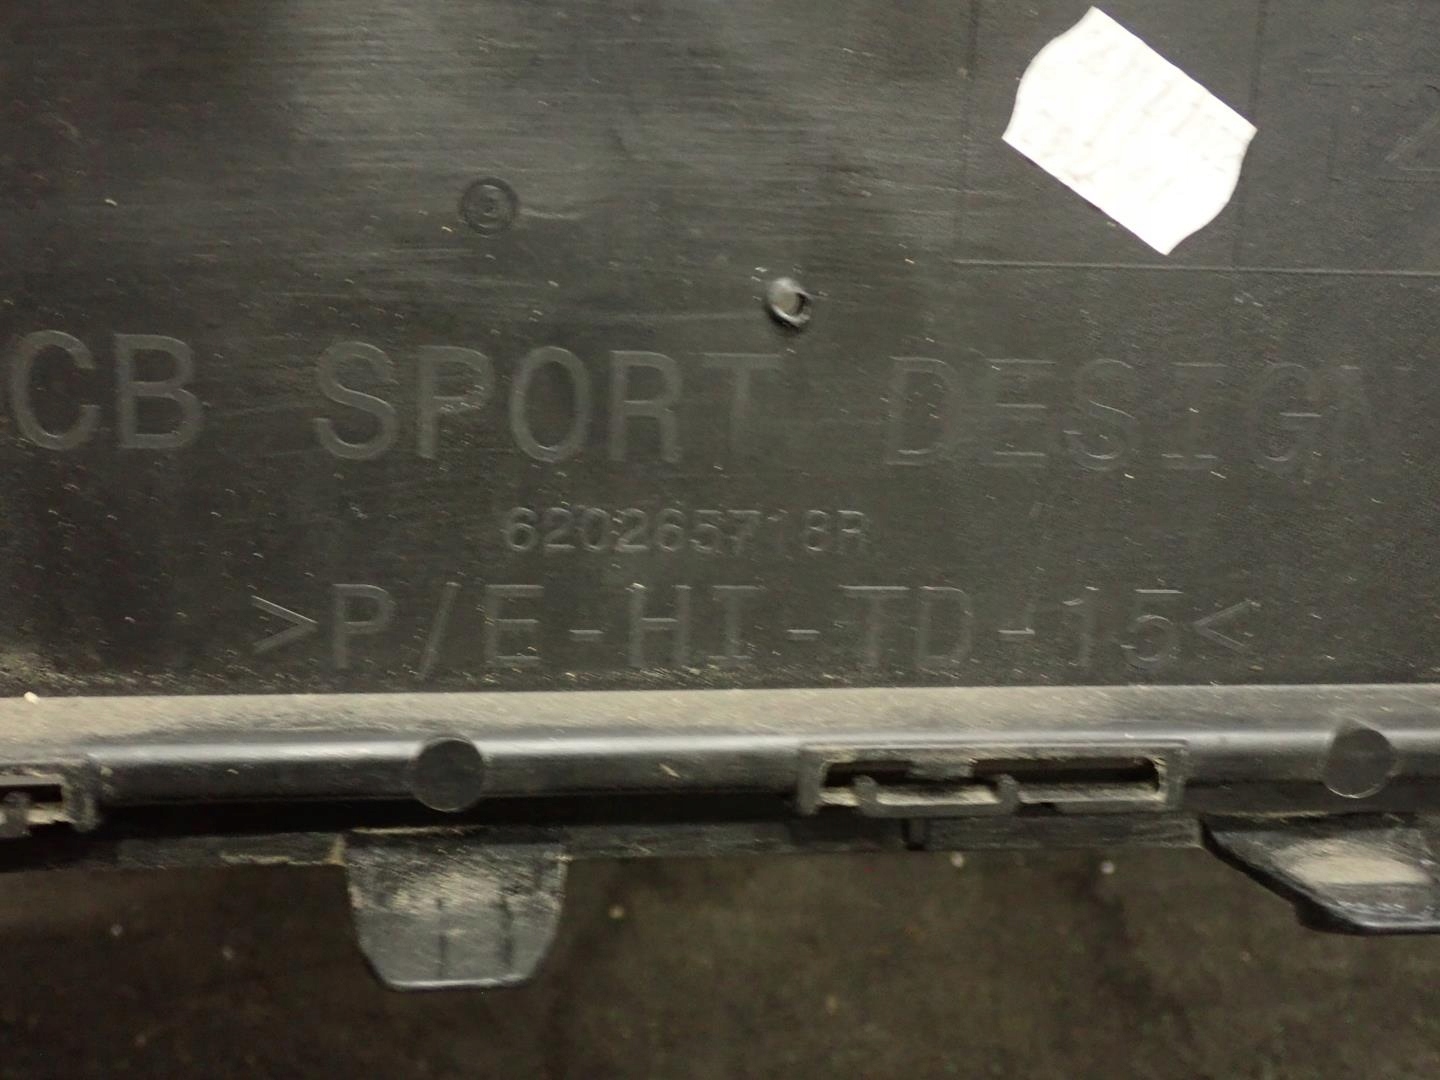 CB SPORT DESIGN
620265718R
>P/E-HI-TD-15<